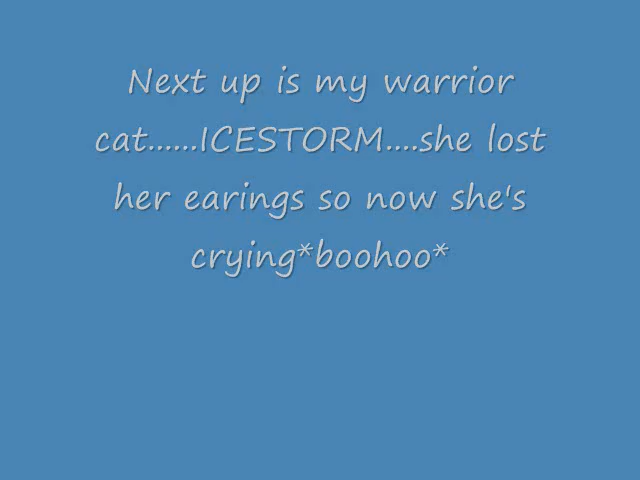 Next up is my warrior
cat......ICESTORM....she lost
her earings so now she's
crying*boohoo*